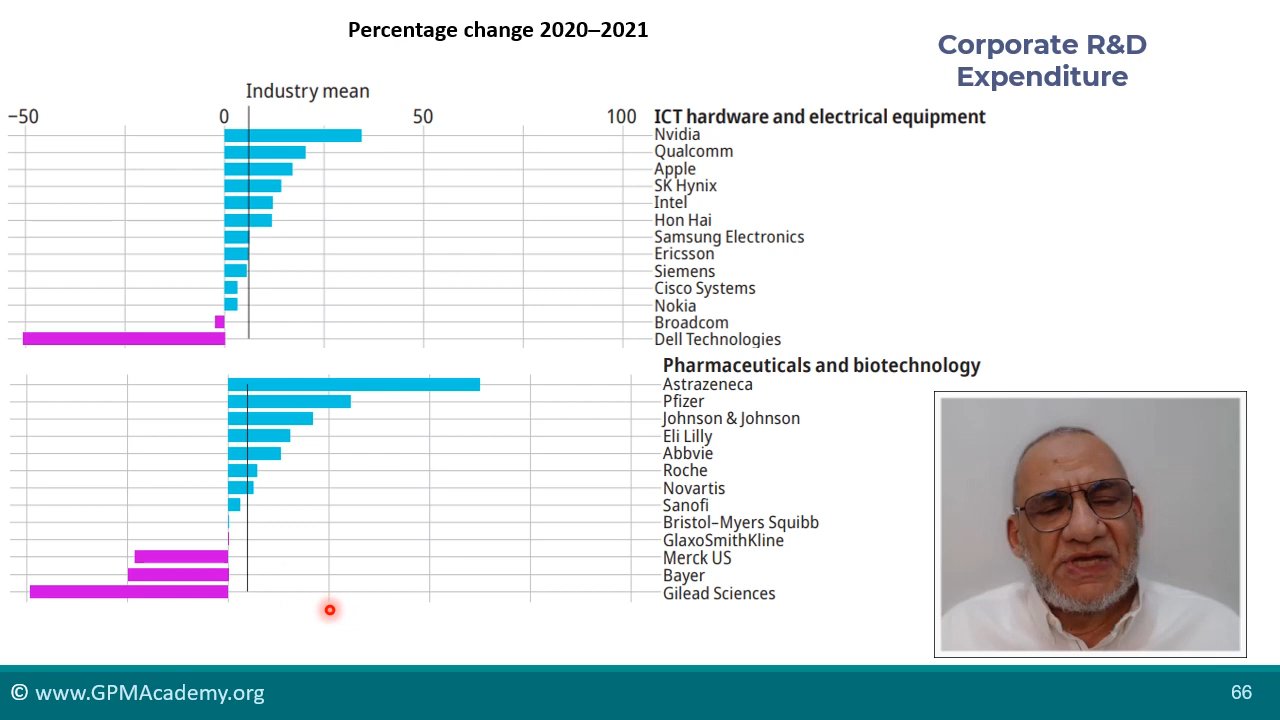 Percentage change 2020–2021
Corporate R&D
Expenditure
Industry mean
−50 0 50 100
ICT hardware and electrical equipment
Nvidia
Qualcomm
Apple
SK Hynix
Intel
Hon Hai
Samsung Electronics
Ericsson
Siemens
Cisco Systems
Nokia
Broadcom
Dell Technologies
Pharmaceuticals and biotechnology
Astrazeneca
Pfizer
Johnson & Johnson
Eli Lilly
Abbvie
Roche
Novartis
Sanofi
Bristol–Myers Squibb
GlaxoSmithKline
Merck US
Bayer
Gilead Sciences
© www.GPMAcademy.org
66